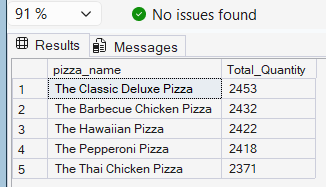 91 %
No issues found
Results Messages
pizza_name Total_Quantity
1 The Classic Deluxe Pizza 2453
2 The Barbecue Chicken Pizza 2432
3 The Hawaiian Pizza 2422
4 The Pepperoni Pizza 2418
5 The Thai Chicken Pizza 2371